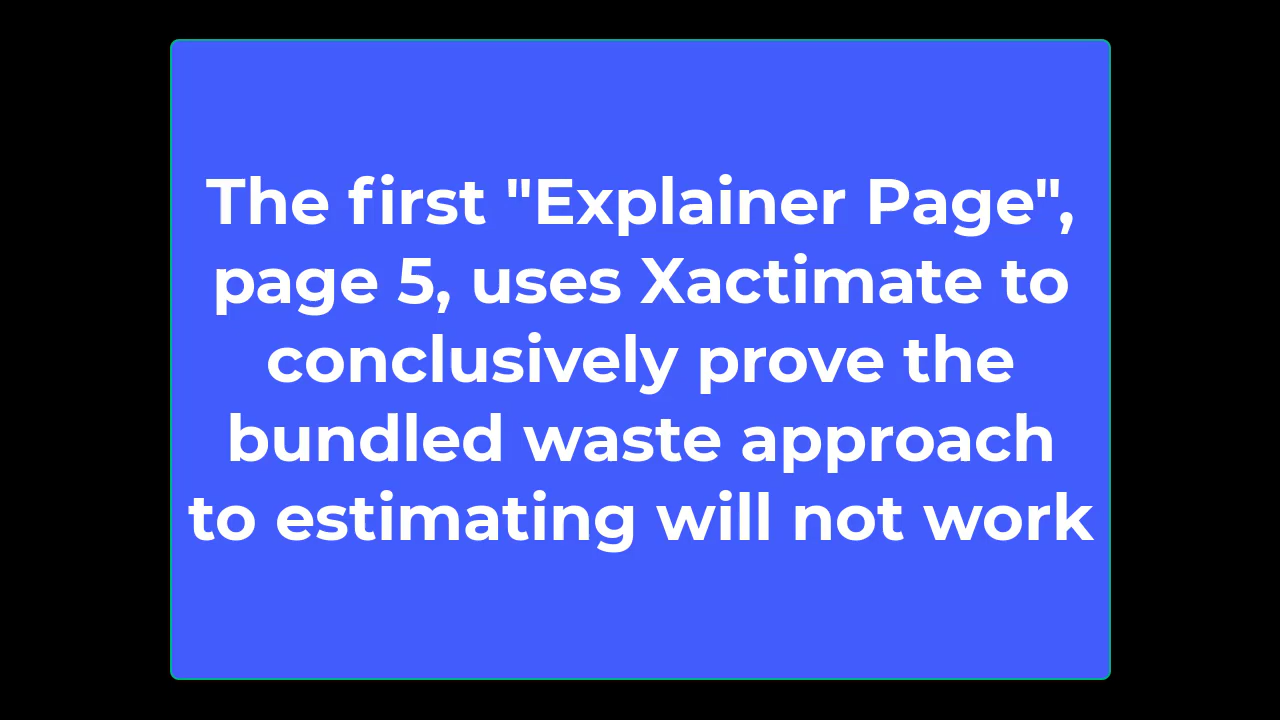 The first "Explainer Page",
page 5, uses Xactimate to
conclusively prove the
bundled waste approach
to estimating will not work